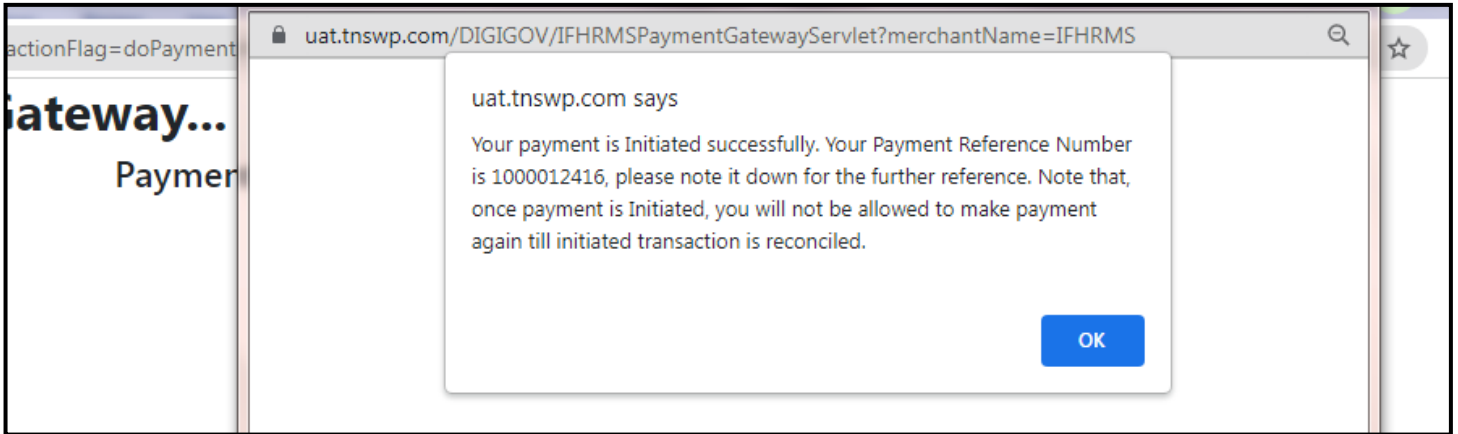 actionFlag=doPayment
uat.tnswp.com/DIGIGOV/IFHRMSPaymentGatewayServlet?merchantName=IFHRMS
Gateway...
Paymen
uat.tnswp.com says
Your payment is Initiated successfully. Your Payment Reference Number
is 1000012416, please note it down for the further reference. Note that,
once payment is Initiated, you will not be allowed to make payment
again till initiated transaction is reconciled.
OK